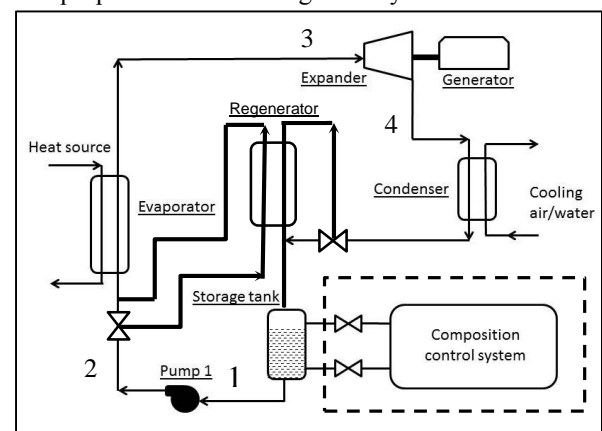 3
Expander
Generator
Regenerator
4
Heat source
Evaporator
Condenser
Cooling
air/water
Storage tank
Composition
control system
2
Pump 1
1